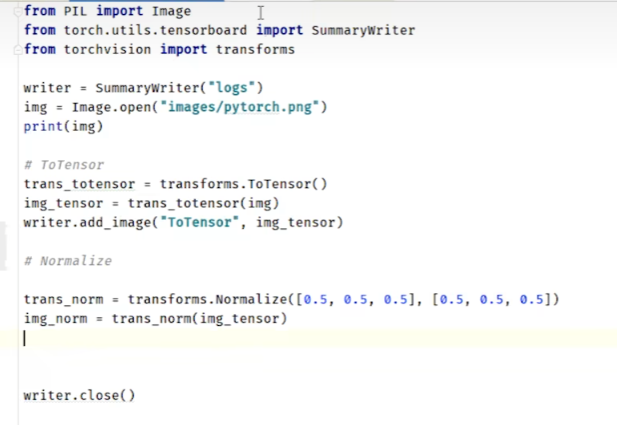 from PIL import Image
from torch.utils.tensorboard import SummaryWriter
from torchvision import transforms
writer = SummaryWriter("logs")
img = Image.open("images/pytorch.png")
print(img)
# ToTensor
trans_totensor = transforms.ToTensor()
img_tensor = trans_totensor(img)
writer.add_image("ToTensor", img_tensor)
# Normalize
trans_norm = transforms.Normalize([0.5, 0.5, 0.5], [0.5, 0.5, 0.5])
img_norm = trans_norm(img_tensor)
writer.close()